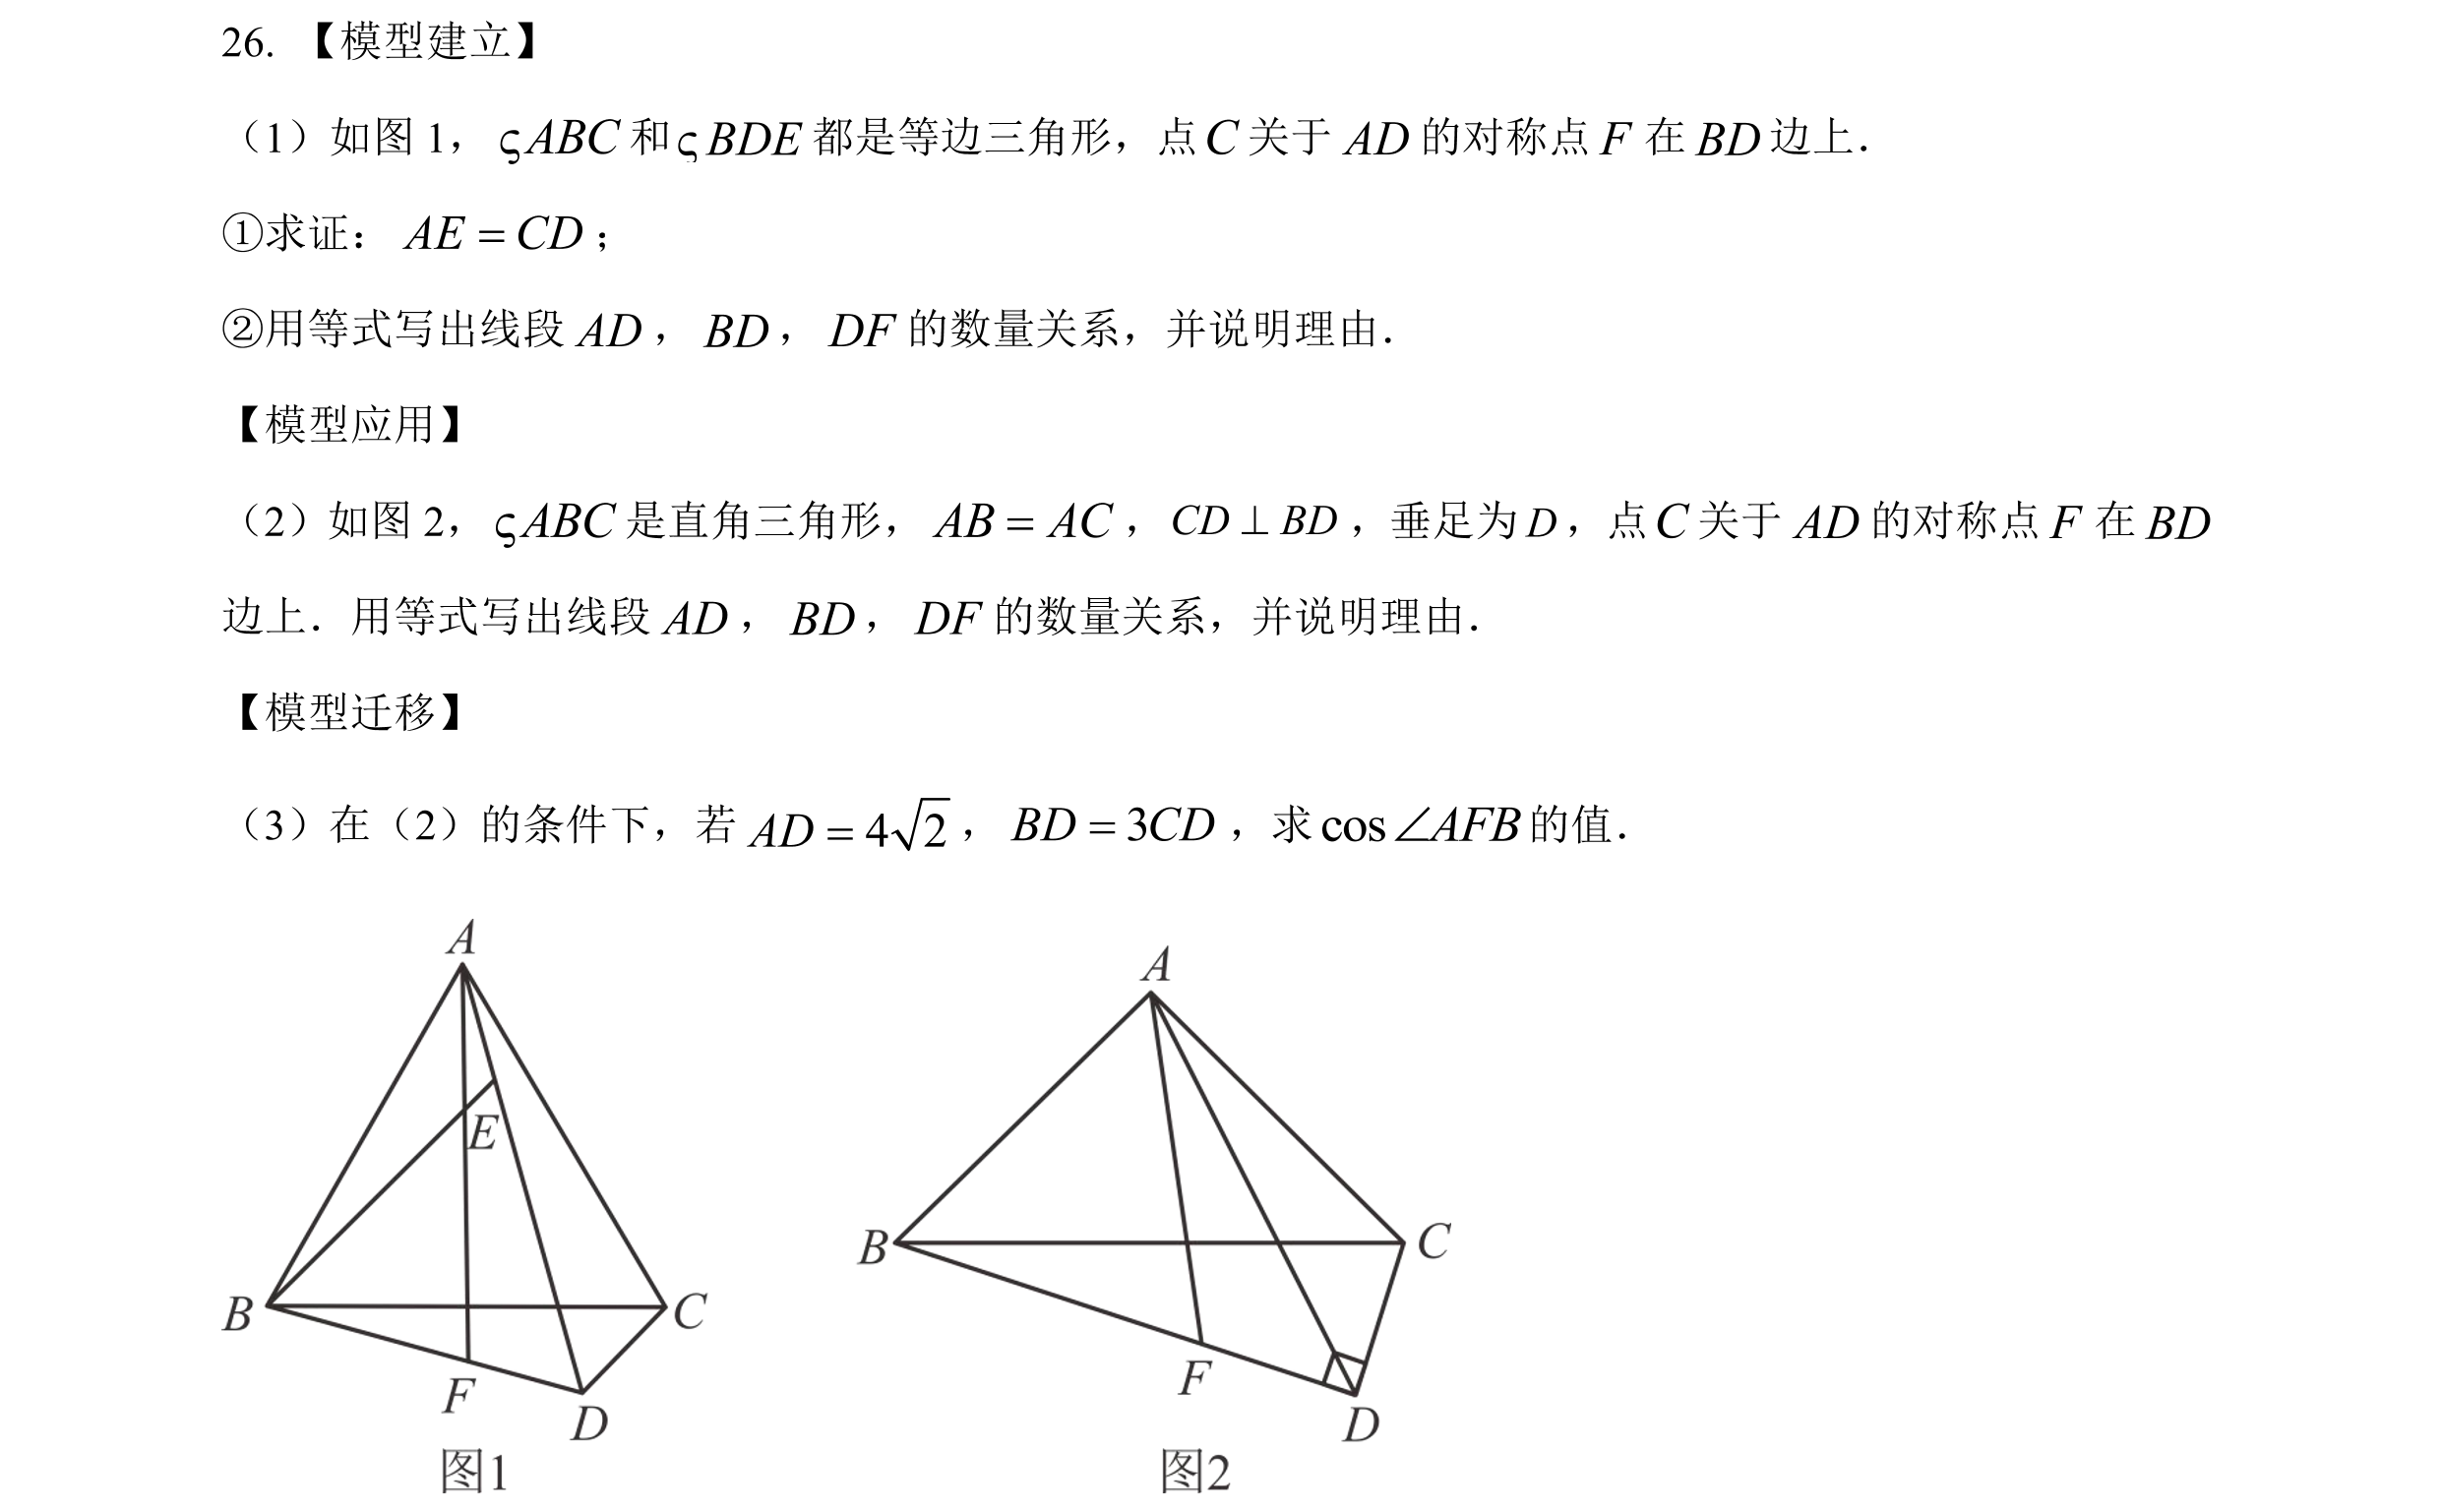 26. 【模型建立】
（1）如图 1， ςABC 和 ςBDE 都是等边三角形，点 C 关于 AD 的对称点 F 在 BD 边上．
①求证： AE = CD；
②用等式写出线段 AD， BD， DF 的数量关系，并说明理由．
【模型应用】
（2）如图 2， ςABC 是直角三角形， AB = AC， CD ⊥ BD，垂足为 D，点 C 关于 AD 的对称点 F 在 BD
边上．用等式写出线段 AD， BD， DF 的数量关系，并说明理由．
【模型迁移】
（3）在（2）的条件下，若 AD = 4√2， BD = 3CD，求 cos∠AFB 的值．
A
E
B
C
F
D
图1
A
B
C
F
D
图2